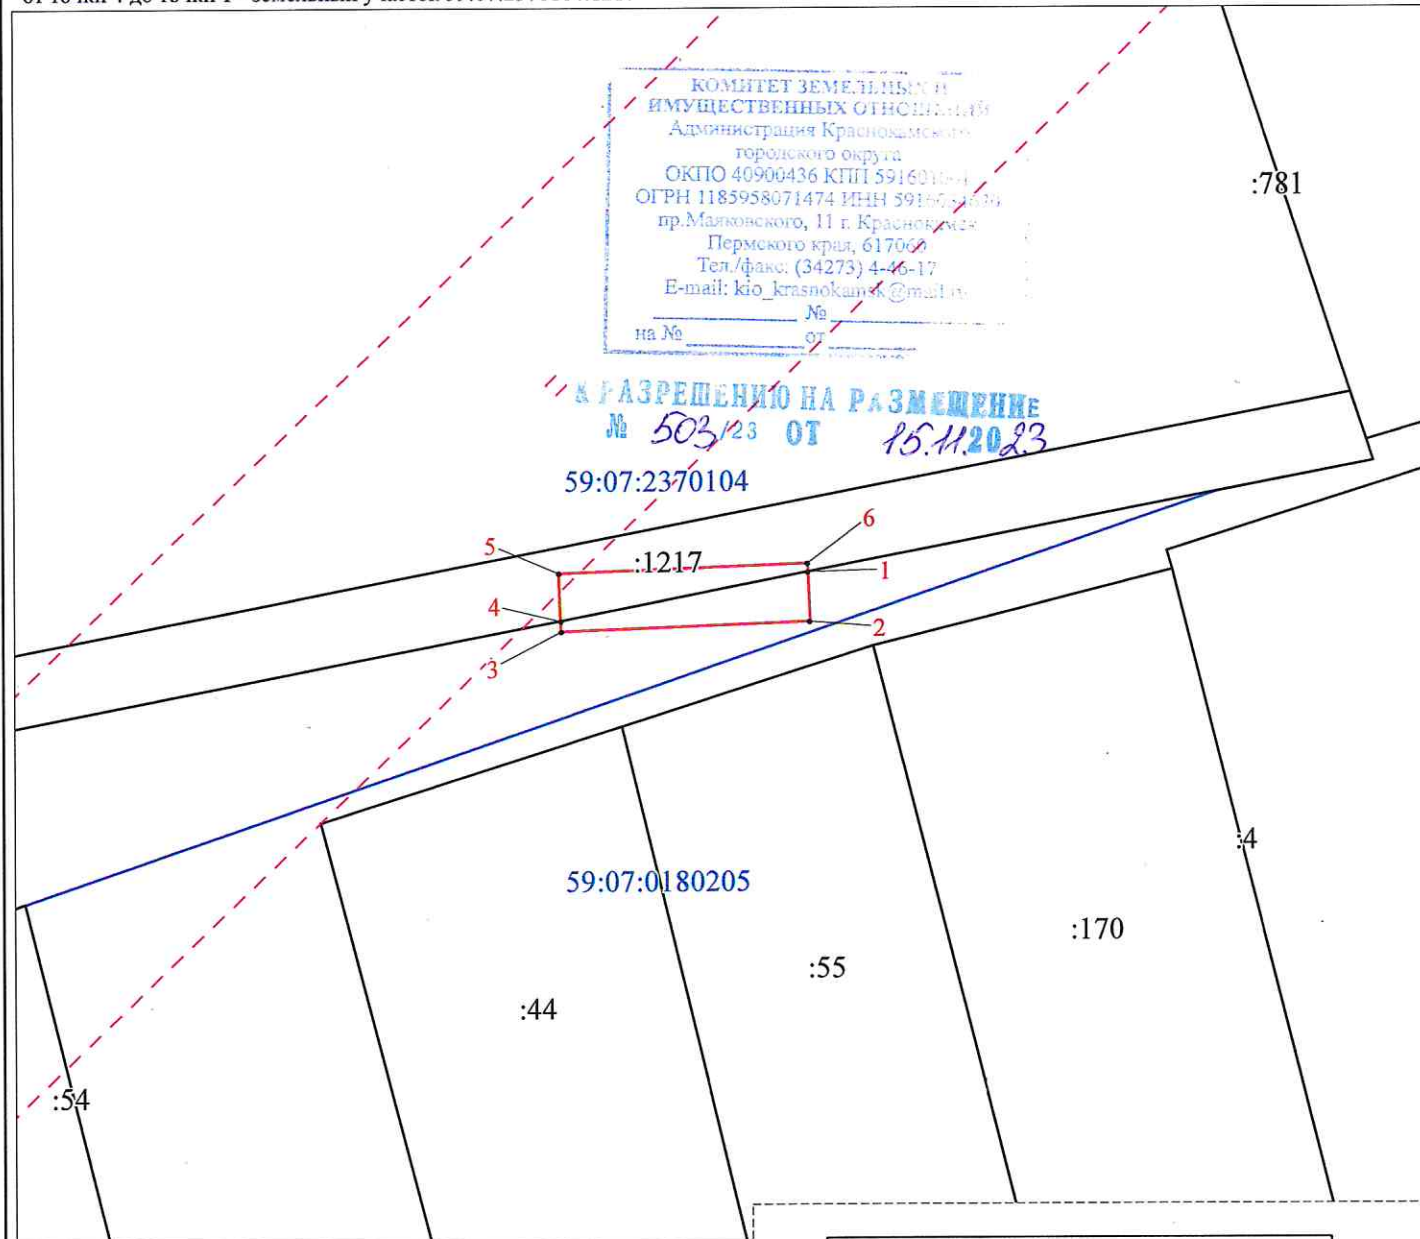 КОМИТЕТ ЗЕМЕЛЬНЫХ И
ИМУЩЕСТВЕННЫХ ОТНОШЕНИЙ
Администрация Краснокамского
городского округа
ОКПО 40900436 КПП
ОГРН 1185958071474 ИНН
пр.Маяковского, 11 г. Краснокамск
Пермского края, 617060
Тел./факс: (34273) 4-46-17
E-mail: kio_krasnokamsk@mail.ru
№
на № от
К РАЗРЕШЕНИЮ НА РАЗМЕЩЕНИЕ
№ 503/23 ОТ 15.11.2023
:781
59:07:2370104
6
5
:1217
1
4
2
3
:4
59:07:0180205
:170
:55
:44
:54